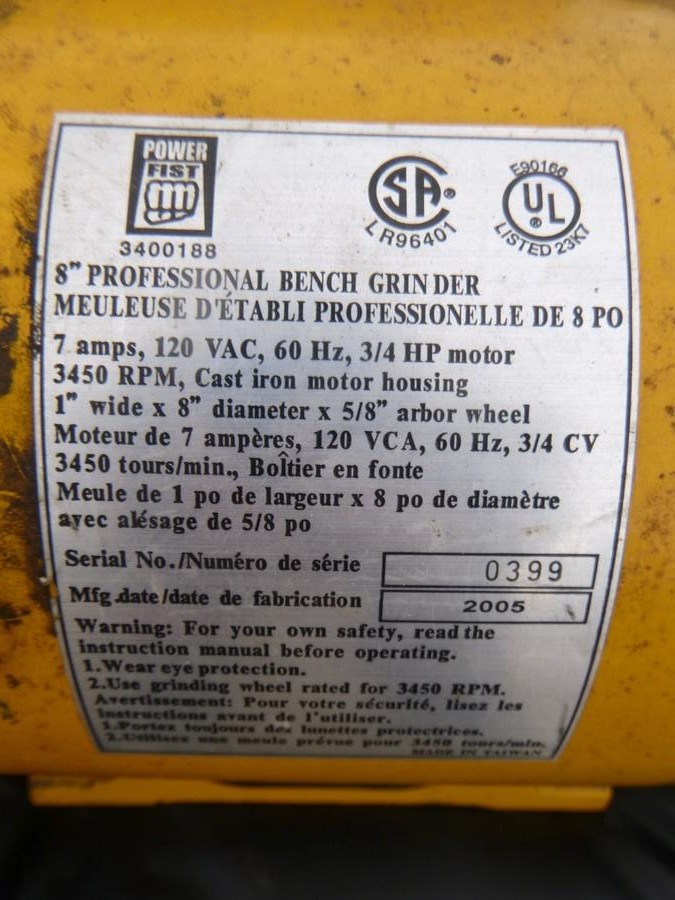 POWER
FIST
3400188
SA®
LR96401
E90166
UL®
LISTED 23K7
8” PROFESSIONAL BENCH GRINDER
MEULEUSE D'ÉTABLI PROFESSIONELLE DE 8 PO
7 amps, 120 VAC, 60 Hz, 3/4 HP motor
3450 RPM, Cast iron motor housing
1” wide x 8” diameter x 5/8” arbor wheel
Moteur de 7 ampères, 120 VCA, 60 Hz, 3/4 CV
3450 tours/min., Boîtier en fonte
Meule de 1 po de largeur x 8 po de diamètre
avec alésage de 5/8 po
Serial No./Numéro de série 0399
Mfg.date/date de fabrication 2005
Warning: For your own safety, read the
instruction manual before operating.
1.Wear eye protection.
2.Use grinding wheel rated for 3450 RPM.
Avertissement: Pour votre sécurité, lisez les
instructions avant de l'utiliser.
1.Portez toujours des lunettes protectrices.
2.Utilisez une meule prévue pour 3450 tours/min.
MADE IN TAIWAN